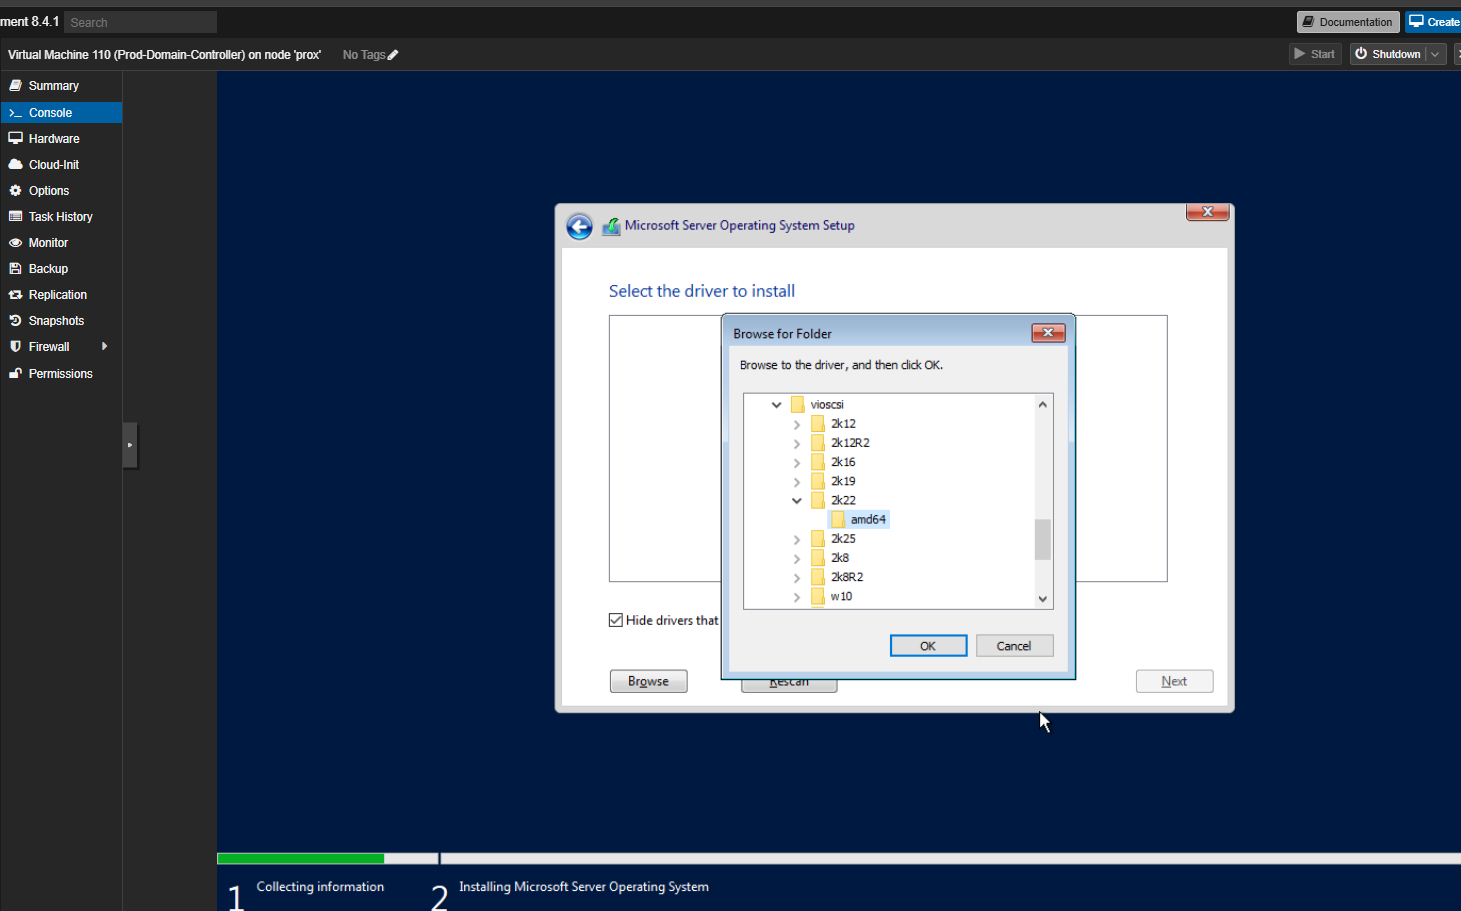 ment 8.4.1 Search Documentation Create
Virtual Machine 110 (Prod-Domain-Controller) on node 'prox' No Tags Start Shutdown
Summary
Console
Hardware
Cloud-Init
Options
Task History
Monitor
Backup
Replication
Snapshots
Firewall
Permissions
Microsoft Server Operating System Setup
Select the driver to install
Browse for Folder
Browse to the driver, and then click OK.
vioscsi
2k12
2k12R2
2k16
2k19
2k22
amd64
2k25
2k8
2k8R2
w10
OK Cancel
Hide drivers that
Browse Rescan Next
1 Collecting information 2 Installing Microsoft Server Operating System